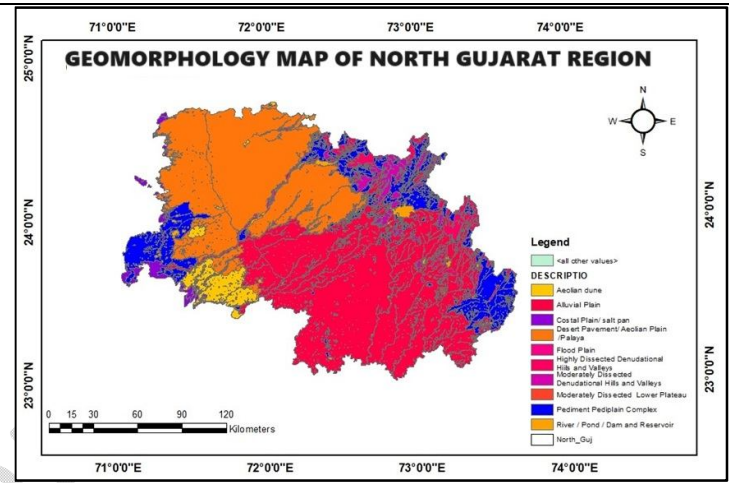 71°0'0"E 72°0'0"E 73°0'0"E 74°0'0"E
25°0'0"N
GEOMORPHOLOGY MAP OF NORTH GUJARAT REGION
N
W E
S
24°0'0"N 24°0'0"N
Legend
<all other values>
DESCRIPTIO
Aeolian dune
Alluvial Plain
Costal Plain/ salt pan
Desert Pavement/ Aeolian Plain
/Palaya
Flood Plain
Highly Dissected Denudational
Hills and Valleys
Moderately Dissected
Denudational Hills and Valleys
Moderately Dissected Lower Plateau
Pediment Pediplain Complex
River / Pond / Dam and Reservoir
North_Guj
23°0'0"N 23°0'0"N
0 15 30 60 90 120
Kilometers
71°0'0"E 72°0'0"E 73°0'0"E 74°0'0"E